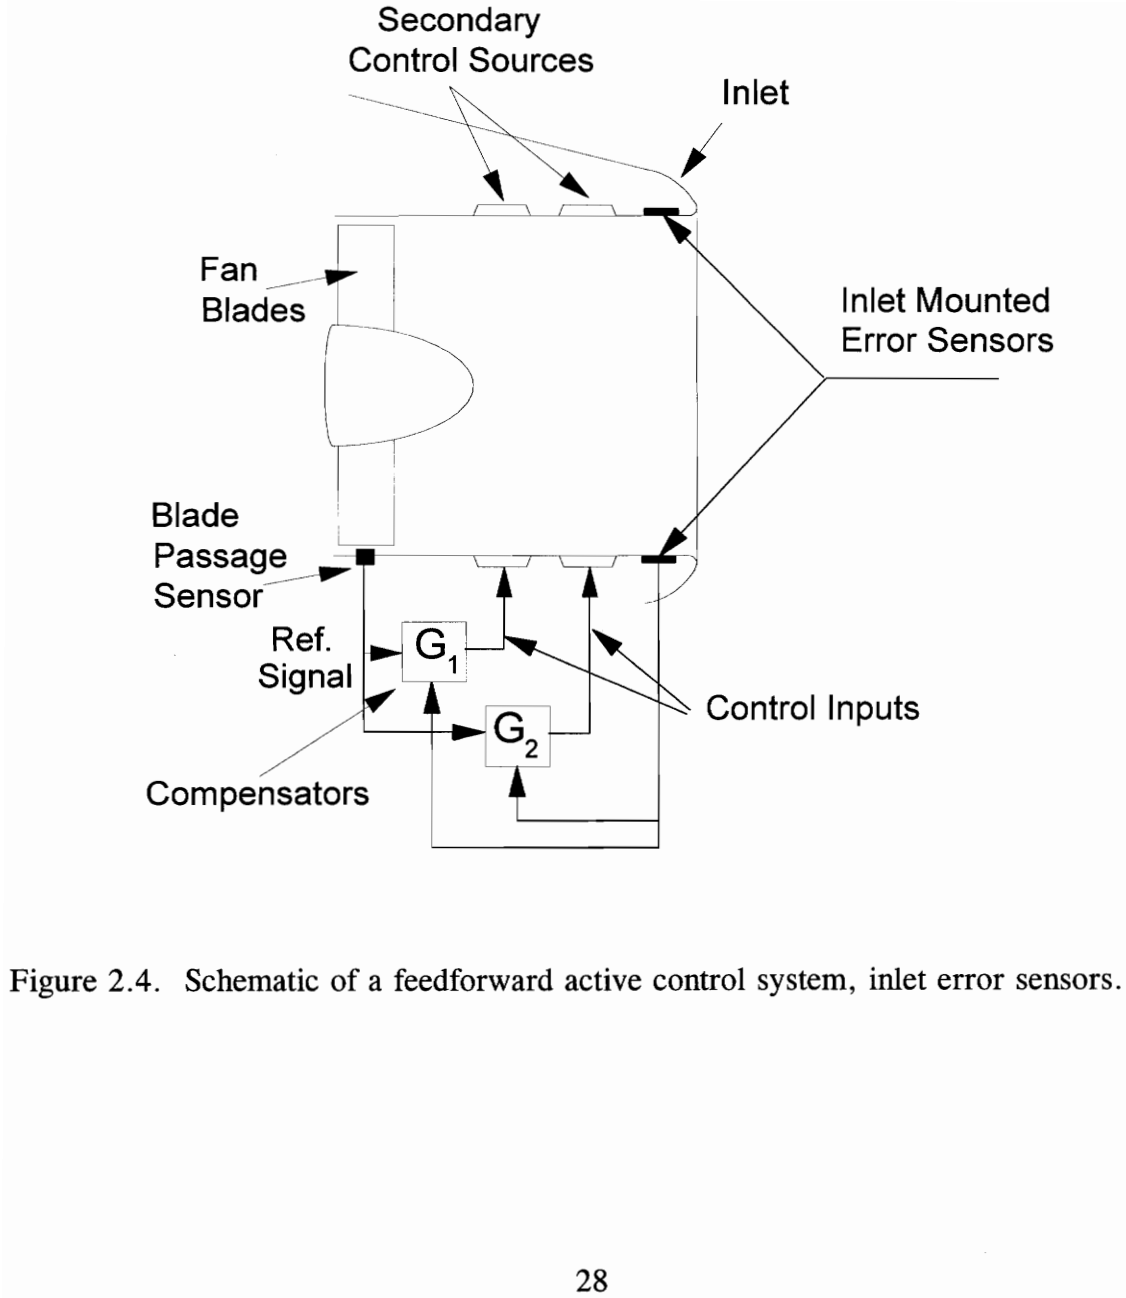 Secondary
Control Sources
Inlet
Fan
Blades
Inlet Mounted
Error Sensors
Blade
Passage
Sensor
Ref.
Signal
G1
G2
Control Inputs
Compensators
Figure 2.4. Schematic of a feedforward active control system, inlet error sensors.
28